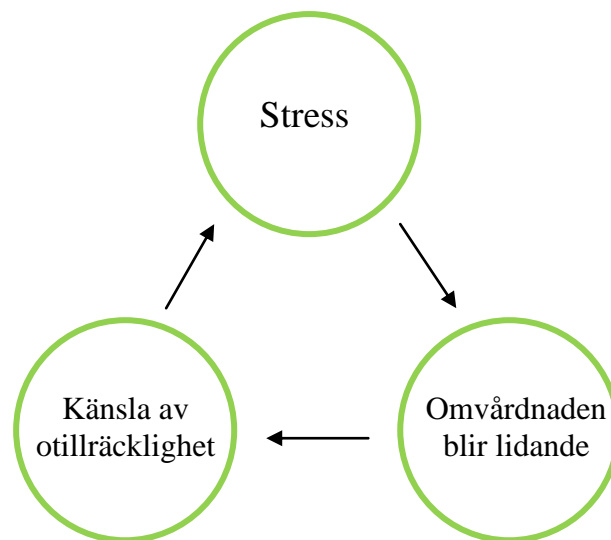 Stress
Känsla av
otillräcklighet
Omvårdnaden
blir lidande